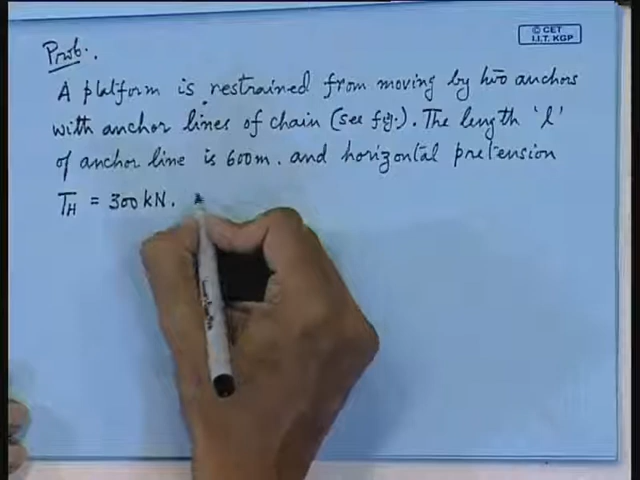 © CET
I.I.T. KGP
Prob.
A platform is restrained from moving by two anchors
with anchor lines of chain (see fig.). The length 'l'
of anchor line is 600m. and horizontal pretension
TH = 300 kN.